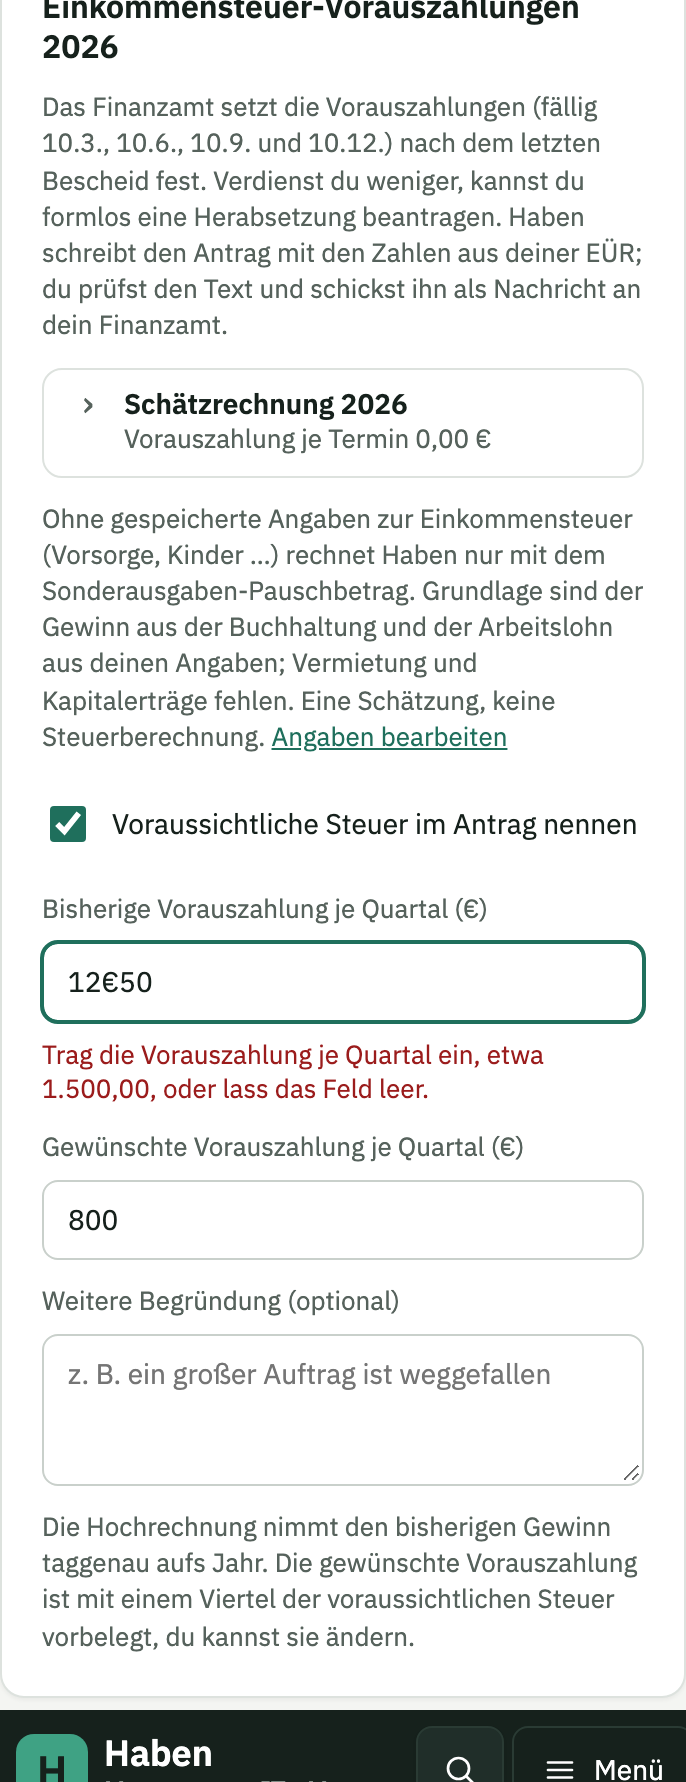 Einkommensteuer-Vorauszahlungen
2026
Das Finanzamt setzt die Vorauszahlungen (fällig
10.3., 10.6., 10.9. und 10.12.) nach dem letzten
Bescheid fest. Verdienst du weniger, kannst du
formlos eine Herabsetzung beantragen. Haben
schreibt den Antrag mit den Zahlen aus deiner EÜR;
du prüfst den Text und schickst ihn als Nachricht an
dein Finanzamt.
Schätzrechnung 2026
Vorauszahlung je Termin 0,00 €
Ohne gespeicherte Angaben zur Einkommensteuer
(Vorsorge, Kinder ...) rechnet Haben nur mit dem
Sonderausgaben-Pauschbetrag. Grundlage sind der
Gewinn aus der Buchhaltung und der Arbeitslohn
aus deinen Angaben; Vermietung und
Kapitalerträge fehlen. Eine Schätzung, keine
Steuerberechnung. Angaben bearbeiten
Voraussichtliche Steuer im Antrag nennen
Bisherige Vorauszahlung je Quartal (€)
12€50
Trag die Vorauszahlung je Quartal ein, etwa
1.500,00, oder lass das Feld leer.
Gewünschte Vorauszahlung je Quartal (€)
800
Weitere Begründung (optional)
z. B. ein großer Auftrag ist weggefallen
Die Hochrechnung nimmt den bisherigen Gewinn
taggenau aufs Jahr. Die gewünschte Vorauszahlung
ist mit einem Viertel der voraussichtlichen Steuer
vorbelegt, du kannst sie ändern.
H Haben
Menü